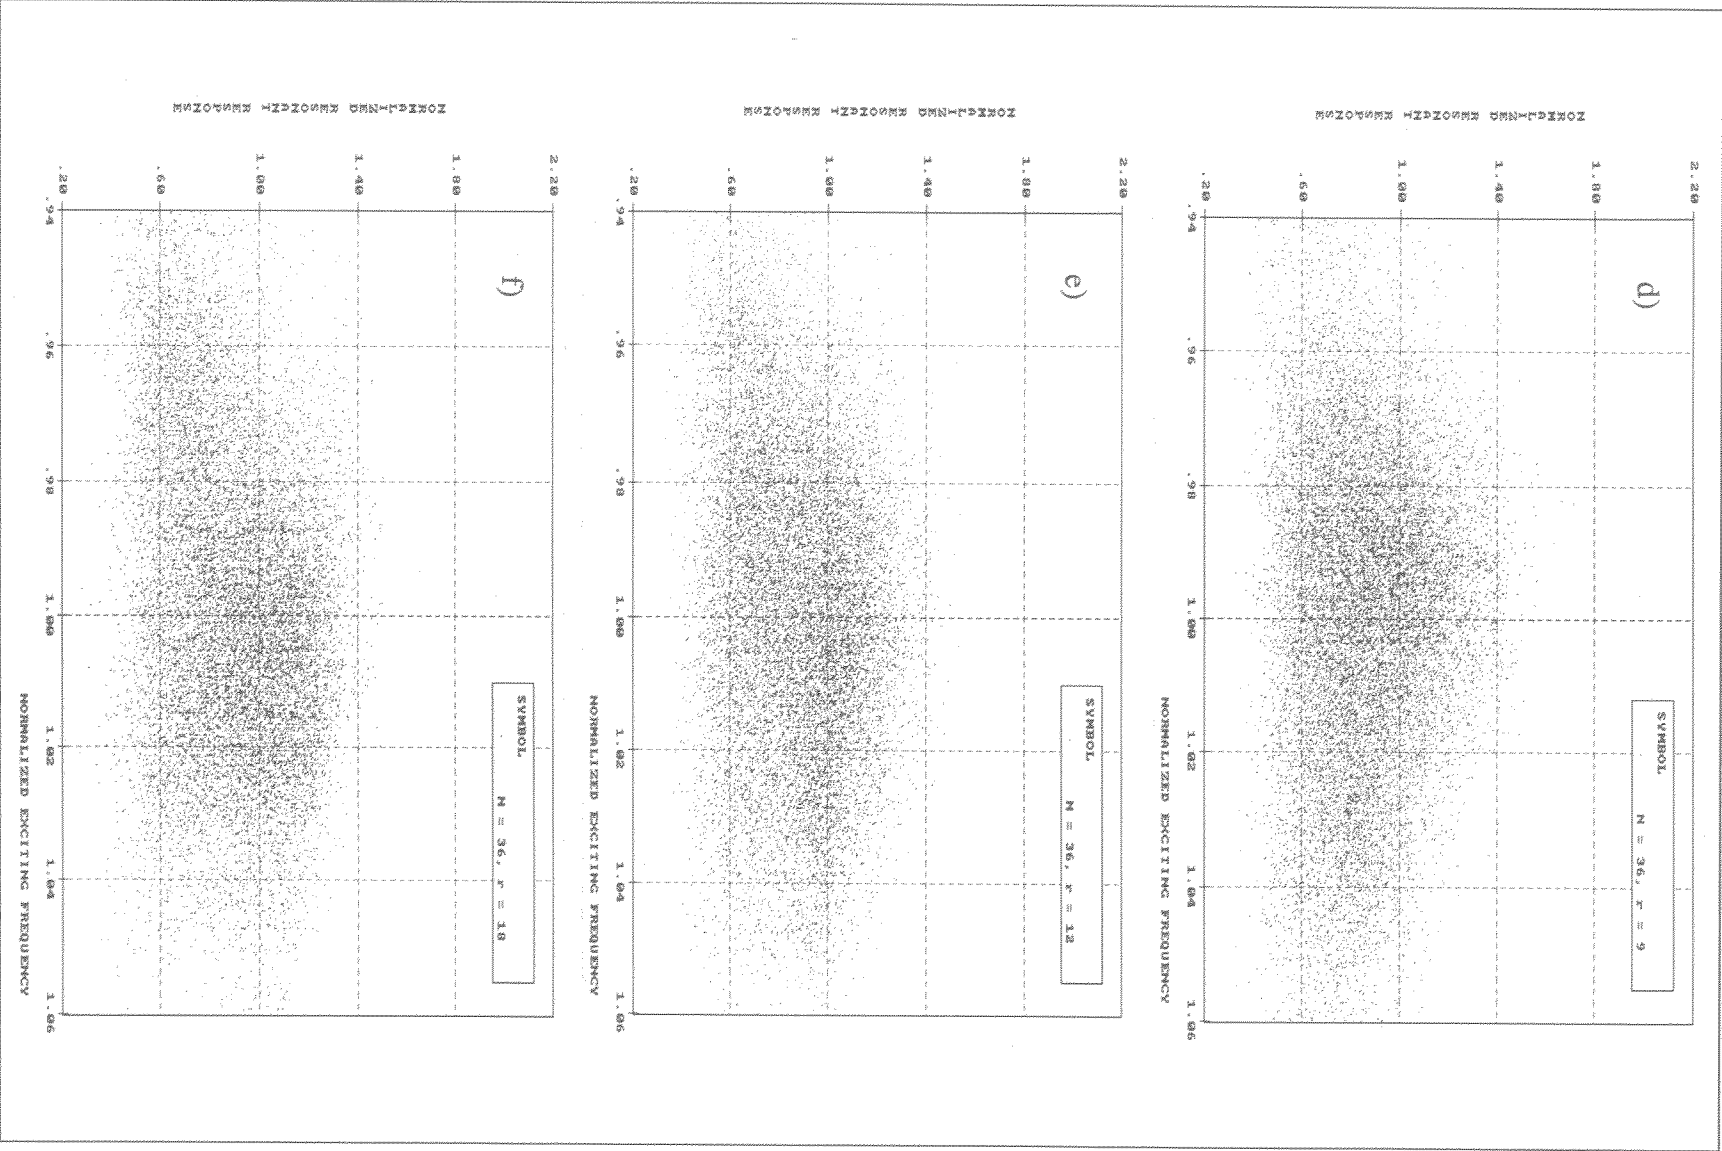 d)
SYMBOL
N = 36, r = 9
NORMALIZED RESONANT RESPONSE
2.20
1.80
1.40
1.00
.60
.20
.94
.96
.98
1.00
1.02
1.04
1.06
NORMALIZED EXCITING FREQUENCY
e)
SYMBOL
N = 36, r = 12
NORMALIZED RESONANT RESPONSE
2.20
1.80
1.40
1.00
.60
.20
.94
.96
.98
1.00
1.02
1.04
1.06
NORMALIZED EXCITING FREQUENCY
f)
SYMBOL
N = 36, r = 18
NORMALIZED RESONANT RESPONSE
2.20
1.80
1.40
1.00
.60
.20
.94
.96
.98
1.00
1.02
1.04
1.06
NORMALIZED EXCITING FREQUENCY